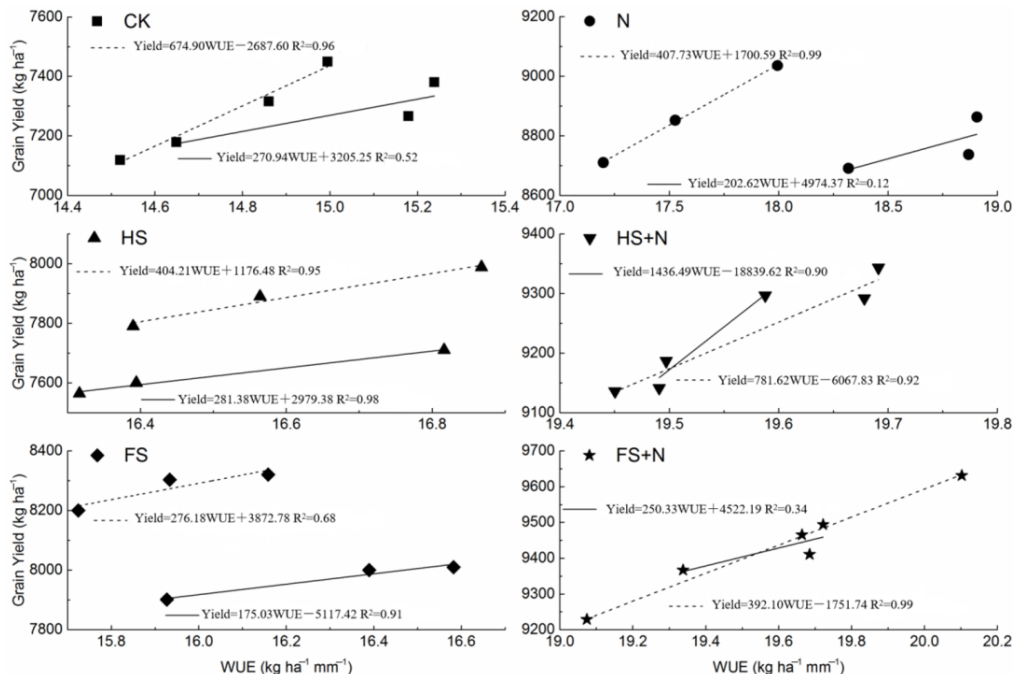 CK
Yield=674.90WUE－2687.60 R²=0.96
Yield=270.94WUE＋3205.25 R²=0.52
Grain Yield (kg ha⁻¹)
7600
7400
7200
7000
14.4 14.6 14.8 15.0 15.2 15.4
N
Yield=407.73WUE＋1700.59 R²=0.99
Yield=202.62WUE＋4974.37 R²=0.12
9200
9000
8800
8600
17.0 17.5 18.0 18.5 19.0
HS
Yield=404.21WUE＋1176.48 R²=0.95
Yield=281.38WUE＋2979.38 R²=0.98
Grain Yield (kg ha⁻¹)
8000
7800
7600
16.4 16.6 16.8
HS+N
Yield=1436.49WUE－18839.62 R²=0.90
Yield=781.62WUE－6067.83 R²=0.92
9400
9300
9200
9100
19.4 19.5 19.6 19.7 19.8
FS
Yield=276.18WUE＋3872.78 R²=0.68
Yield=175.03WUE－5117.42 R²=0.91
Grain Yield (kg ha⁻¹)
8400
8200
8000
7800
15.8 16.0 16.2 16.4 16.6
WUE (kg ha⁻¹ mm⁻¹)
FS+N
Yield=250.33WUE＋4522.19 R²=0.34
Yield=392.10WUE－1751.74 R²=0.99
9700
9600
9500
9400
9300
9200
19.0 19.2 19.4 19.6 19.8 20.0 20.2
WUE (kg ha⁻¹ mm⁻¹)